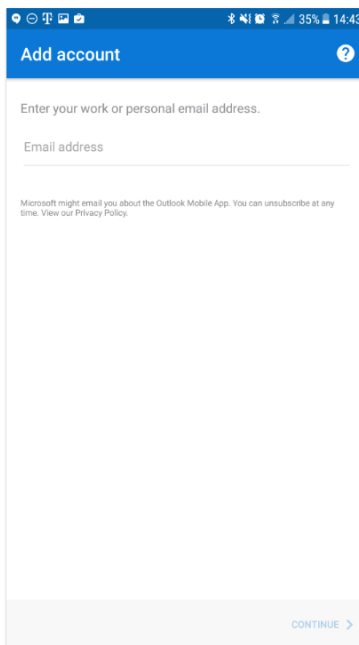 35% 14:43
Add account
Enter your work or personal email address.
Email address
Microsoft might email you about the Outlook Mobile App. You can unsubscribe at any
time. View our Privacy Policy.
CONTINUE